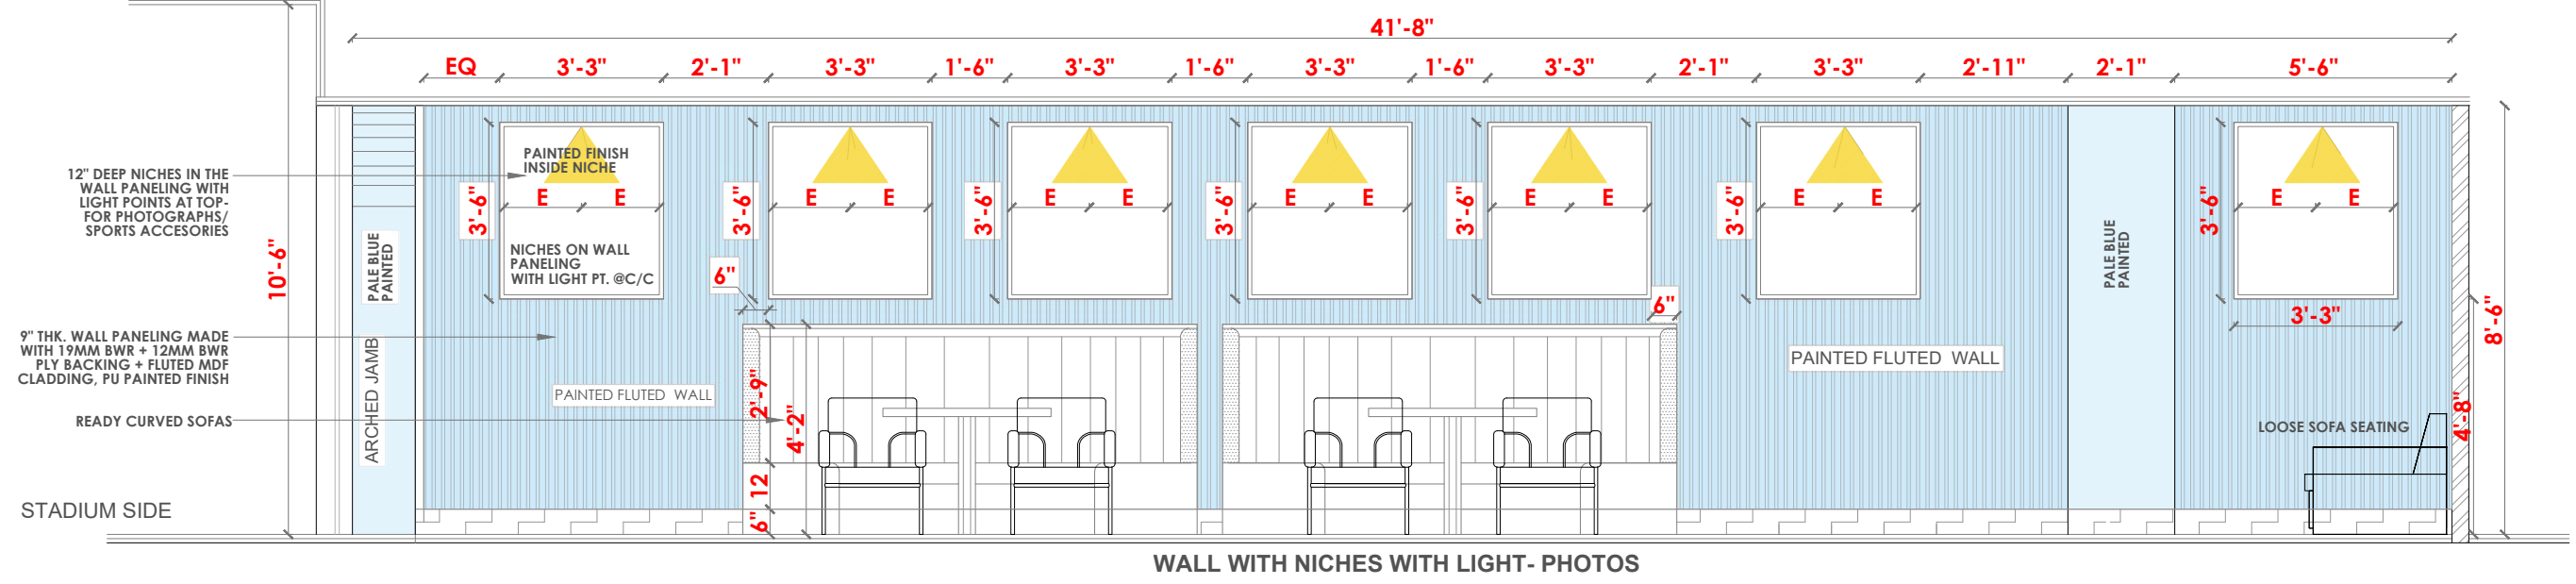 41'-8"
EQ 3'-3" 2'-1" 3'-3" 1'-6" 3'-3" 1'-6" 3'-3" 1'-6" 3'-3" 2'-1" 3'-3" 2'-11" 2'-1" 5'-6"
12" DEEP NICHES IN THE
WALL PANELING WITH
LIGHT POINTS AT TOP-
FOR PHOTOGRAPHS/
SPORTS ACCESORIES
9" THK. WALL PANELING MADE
WITH 19MM BWR + 12MM BWR
PLY BACKING + FLUTED MDF
CLADDING, PU PAINTED FINISH
READY CURVED SOFAS
STADIUM SIDE
10'-6"
PALE BLUE
PAINTED
ARCHED JAMB
PAINTED FINISH
INSIDE NICHE
E E E E E E E E E E E E E E
3'-6" 3'-6" 3'-6" 3'-6" 3'-6" 3'-6" 3'-6"
NICHES ON WALL
PANELING
WITH LIGHT PT. @C/C
6"
6"
3'-3"
PAINTED FLUTED WALL
2'-9"
4'-2"
12
6"
PAINTED FLUTED WALL
PALE BLUE
PAINTED
LOOSE SOFA SEATING
4'-8"
8'-6"
WALL WITH NICHES WITH LIGHT- PHOTOS